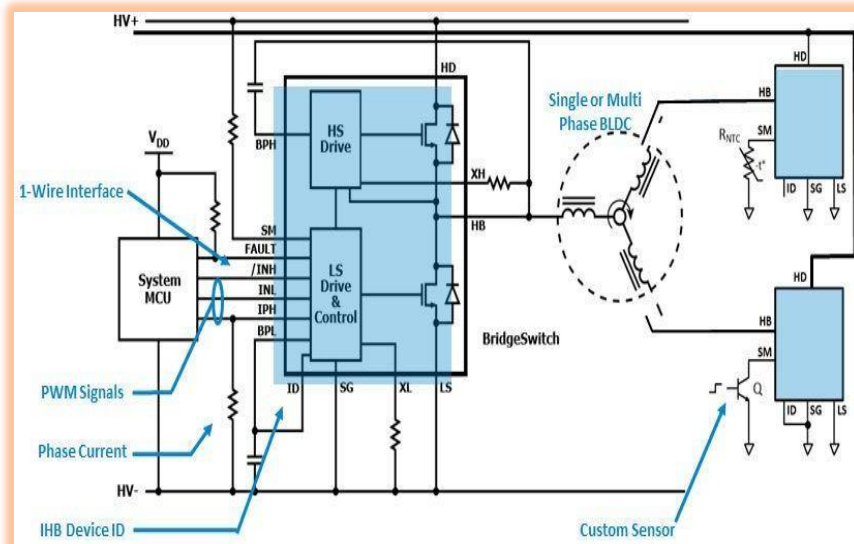 HV+
HD
HD
Single or Multi
Phase BLDC
HB
HS
Drive
RNTC
SM
-t°
VDD
BPH
XH
1-Wire Interface
ID
SG
LS
HB
SM
FAULT
/INH
INL
IPH
BPL
System
MCU
LS
Drive
&
Control
HD
HB
BridgeSwitch
SM
ID
SG
XL
LS
PWM Signals
Q
ID
SG
LS
Phase Current
HV-
IHB Device ID
Custom Sensor